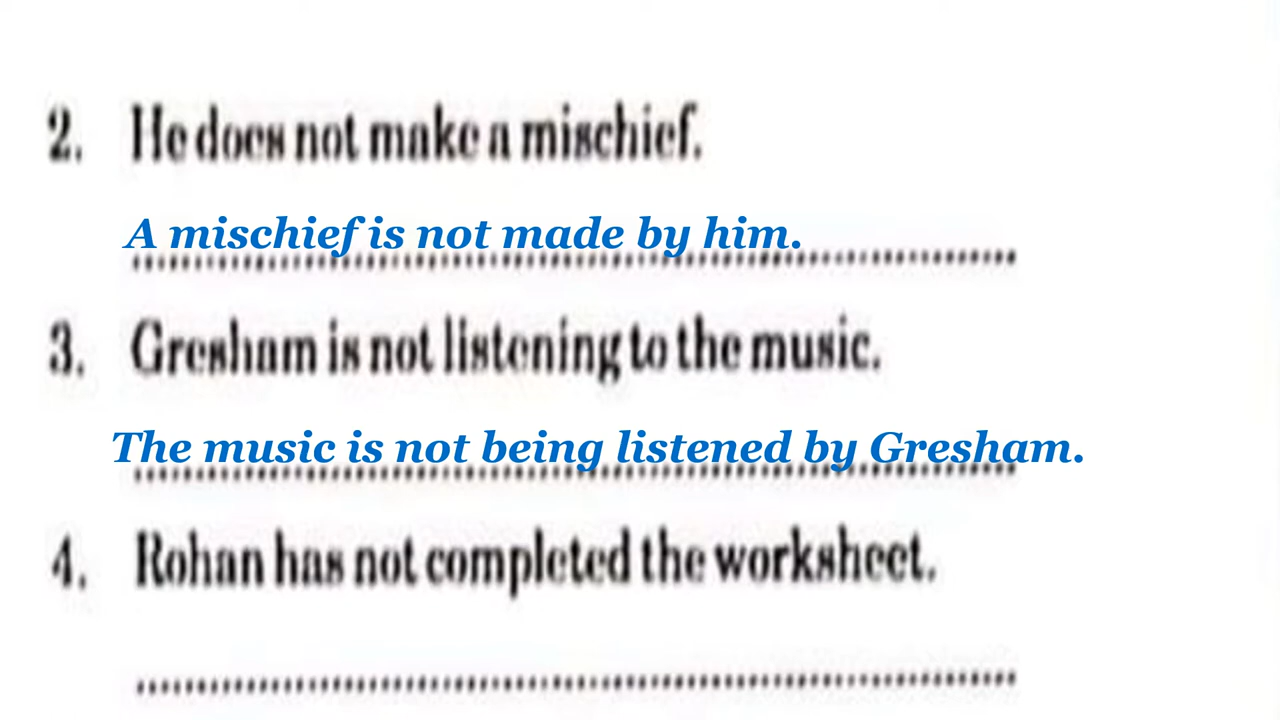 2. He does not make a mischief.
A mischief is not made by him.
3. Gresham is not listening to the music.
The music is not being listened by Gresham.
4. Rohan has not completed the worksheet.